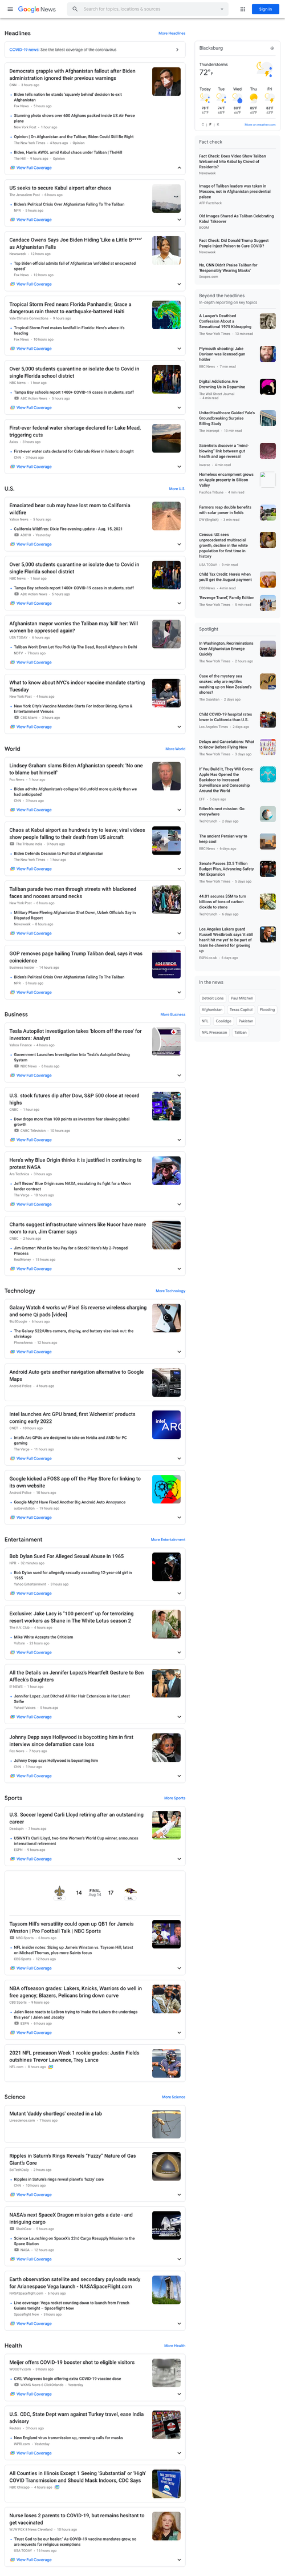 Google News
Search for topics, locations & sources
Sign in
Headlines
More Headlines
COVID-19 news: See the latest coverage of the coronavirus
Democrats grapple with Afghanistan fallout after Biden
administration ignored their previous warnings
Biden tells nation he stands 'squarely behind' decision to exit
Afghanistan
Stunning photo shows over 600 Afghans packed inside US Air Force
plane
Opinion | On Afghanistan and the Taliban, Biden Could Still Be Right
Biden, Harris AWOL amid Kabul chaos under Taliban | TheHill
View Full Coverage
US seeks to secure Kabul airport after chaos
Biden's Political Crisis Over Afghanistan Falling To The Taliban
View Full Coverage
Candace Owens Says Joe Biden Hiding 'Like a Little B****'
as Afghanistan Falls
Top Biden official admits fall of Afghanistan 'unfolded at unexpected
speed'
View Full Coverage
Tropical Storm Fred nears Florida Panhandle; Grace a
dangerous rain threat to earthquake-battered Haiti
Tropical Storm Fred makes landfall in Florida: Here's where it's
heading
View Full Coverage
Over 5,000 students quarantine or isolate due to Covid in
single Florida school district
Tampa Bay schools report 1400+ COVID-19 cases in students, staff
View Full Coverage
First-ever federal water shortage declared for Lake Mead,
triggering cuts
First-ever water cuts declared for Colorado River in historic drought
View Full Coverage
U.S.
More U.S.
Emaciated bear cub may have lost mom to California
wildfire
California Wildfires: Dixie Fire evening update - Aug. 15, 2021
View Full Coverage
Over 5,000 students quarantine or isolate due to Covid in
single Florida school district
Tampa Bay schools report 1400+ COVID-19 cases in students, staff
View Full Coverage
Afghanistan mayor worries the Taliban may 'kill' her: Will
women be oppressed again?
Taliban Won't Even Let You Pick Up The Dead, Recall Afghans In Delhi
View Full Coverage
What to know about NYC's indoor vaccine mandate starting
Tuesday
New York City's Vaccine Mandate Starts For Indoor Dining, Gyms &
Entertainment Venues
View Full Coverage
World
More World
Lindsey Graham slams Biden Afghanistan speech: 'No one
to blame but himself'
Biden admits Afghanistan's collapse 'did unfold more quickly than we
had anticipated'
View Full Coverage
Chaos at Kabul airport as hundreds try to leave; viral videos
show people falling to their death from US aircraft
Biden Defends Decision to Pull Out of Afghanistan
View Full Coverage
Taliban parade two men through streets with blackened
faces and nooses around necks
Military Plane Fleeing Afghanistan Shot Down, Uzbek Officials Say in
Disputed Report
View Full Coverage
GOP removes page hailing Trump Taliban deal, says it was
coincidence
Biden's Political Crisis Over Afghanistan Falling To The Taliban
View Full Coverage
Business
More Business
Tesla Autopilot investigation takes 'bloom off the rose' for
investors: Analyst
Government Launches Investigation Into Tesla's Autopilot Driving
System
View Full Coverage
U.S. stock futures dip after Dow, S&P 500 close at record
highs
Dow drops more than 100 points as investors fear slowing global
growth
View Full Coverage
Here's why Blue Origin thinks it is justified in continuing to
protest NASA
Jeff Bezos' Blue Origin sues NASA, escalating its fight for a Moon
lander contract
View Full Coverage
Charts suggest infrastructure winners like Nucor have more
room to run, Jim Cramer says
Jim Cramer: What Do You Pay for a Stock? Here's My 3-Pronged
Process
View Full Coverage
Technology
More Technology
Galaxy Watch 4 works w/ Pixel 5's reverse wireless charging
and some Qi pads [video]
The Galaxy S22/Ultra camera, display, and battery size leak out: the
shrinkage
View Full Coverage
Android Auto gets another navigation alternative to Google
Maps
Intel launches Arc GPU brand, first 'Alchemist' products
coming early 2022
Intel's Arc GPUs are designed to take on Nvidia and AMD for PC
gaming
View Full Coverage
Google kicked a FOSS app off the Play Store for linking to
its own website
Google Might Have Fixed Another Big Android Auto Annoyance
View Full Coverage
Entertainment
More Entertainment
Bob Dylan Sued For Alleged Sexual Abuse In 1965
Bob Dylan sued for allegedly sexually assaulting 12-year-old girl in
1965
View Full Coverage
Exclusive: Jake Lacy is "100 percent" up for terrorizing
resort workers as Shane in The White Lotus season 2
Mike White Accepts the Criticism
View Full Coverage
All the Details on Jennifer Lopez's Heartfelt Gesture to Ben
Affleck's Daughters
Jennifer Lopez Just Ditched All Her Hair Extensions in Her Latest
Selfie
View Full Coverage
Johnny Depp says Hollywood is boycotting him in first
interview since defamation case loss
Johnny Depp says Hollywood is boycotting him
View Full Coverage
Sports
More Sports
U.S. Soccer legend Carli Lloyd retiring after an outstanding
career
USWNT's Carli Lloyd, two-time Women's World Cup winner, announces
international retirement
View Full Coverage
14 FINAL 17
Aug 14
Taysom Hill's versatility could open up QB1 for Jameis
Winston | Pro Football Talk | NBC Sports
NFL insider notes: Sizing up Jameis Winston vs. Taysom Hill, latest
on Michael Thomas, plus more Saints focus
View Full Coverage
NBA offseason grades: Lakers, Knicks, Warriors do well in
free agency; Blazers, Pelicans bring down curve
Jalen Rose reacts to LeBron trying to 'make the Lakers the underdogs
this year' | Jalen and Jacoby
View Full Coverage
2021 NFL preseason Week 1 rookie grades: Justin Fields
outshines Trevor Lawrence, Trey Lance
Science
More Science
Mutant 'daddy shortlegs' created in a lab
Ripples in Saturn's Rings Reveals "Fuzzy" Nature of Gas
Giant's Core
Ripples in Saturn's rings reveal planet's 'fuzzy' core
View Full Coverage
NASA's next SpaceX Dragon mission gets a date - and
intriguing cargo
Science Launching on SpaceX's 23rd Cargo Resupply Mission to the
Space Station
View Full Coverage
Earth observation satellite and secondary payloads ready
for Arianespace Vega launch - NASASpaceFlight.com
Live coverage: Vega rocket counting down to launch from French
Guiana tonight – Spaceflight Now
View Full Coverage
Health
More Health
Meijer offers COVID-19 booster shot to eligible visitors
CVS, Walgreens begin offering extra COVID-19 vaccine dose
View Full Coverage
U.S. CDC, State Dept warn against Turkey travel, ease India
advisory
New England virus transmission up, renewing calls for masks
View Full Coverage
All Counties in Illinois Except 1 Seeing 'Substantial' or 'High'
COVID Transmission and Should Mask Indoors, CDC Says
Nurse loses 2 parents to COVID-19, but remains hesitant to
get vaccinated
'Trust God to be our healer:' As COVID-19 vaccine mandates grow, so
are requests for religious exemptions
View Full Coverage
Blacksburg
Thunderstorms
72°F
Today Tue Wed Thu Fri
More on weather.com
Fact check
Fact Check: Does Video Show Taliban
Welcomed Into Kabul by Crowd of
Residents?
Image of Taliban leaders was taken in
Moscow, not in Afghanistan presidential
palace
Old Images Shared As Taliban Celebrating
Kabul Takeover
Fact Check: Did Donald Trump Suggest
People Inject Poison to Cure COVID?
No, CNN Didn't Praise Taliban for
'Responsibly Wearing Masks'
Beyond the headlines
In-depth reporting on key topics
A Lawyer's Deathbed
Confession About a
Sensational 1975 Kidnapping
Plymouth shooting: Jake
Davison was licensed gun
holder
Digital Addictions Are
Drowning Us in Dopamine
UnitedHealthcare Guided Yale's
Groundbreaking Surprise
Billing Study
Scientists discover a "mind-
blowing" link between gut
health and age reversal
Homeless encampment grows
on Apple property in Silicon
Valley
Farmers reap double benefits
with solar power in fields
Census: US sees
unprecedented multiracial
growth, decline in the white
population for first time in
history
Child Tax Credit: Here's when
you'll get the August payment
'Revenge Travel,' Family Edition
Spotlight
In Washington, Recriminations
Over Afghanistan Emerge
Quickly
Case of the mystery sea
snakes: why are reptiles
washing up on New Zealand's
shores?
Child COVID-19 hospital rates
lower in California than U.S.
Delays and Cancellations: What
to Know Before Flying Now
If You Build It, They Will Come:
Apple Has Opened the
Backdoor to Increased
Surveillance and Censorship
Around the World
Edtech's next mission: Go
everywhere
The ancient Persian way to
keep cool
Senate Passes $3.5 Trillion
Budget Plan, Advancing Safety
Net Expansion
44.01 secures $5M to turn
billions of tons of carbon
dioxide to stone
Los Angeles Lakers guard
Russell Westbrook says 'it still
hasn't hit me yet' to be part of
team he cheered for growing
up
In the news
Damoni Leins
Paul Mitchell
Afghanistan
Texas Capitol
Flooding
NFL
Coolidge
Pakistan
NFL Preseason
Taliban